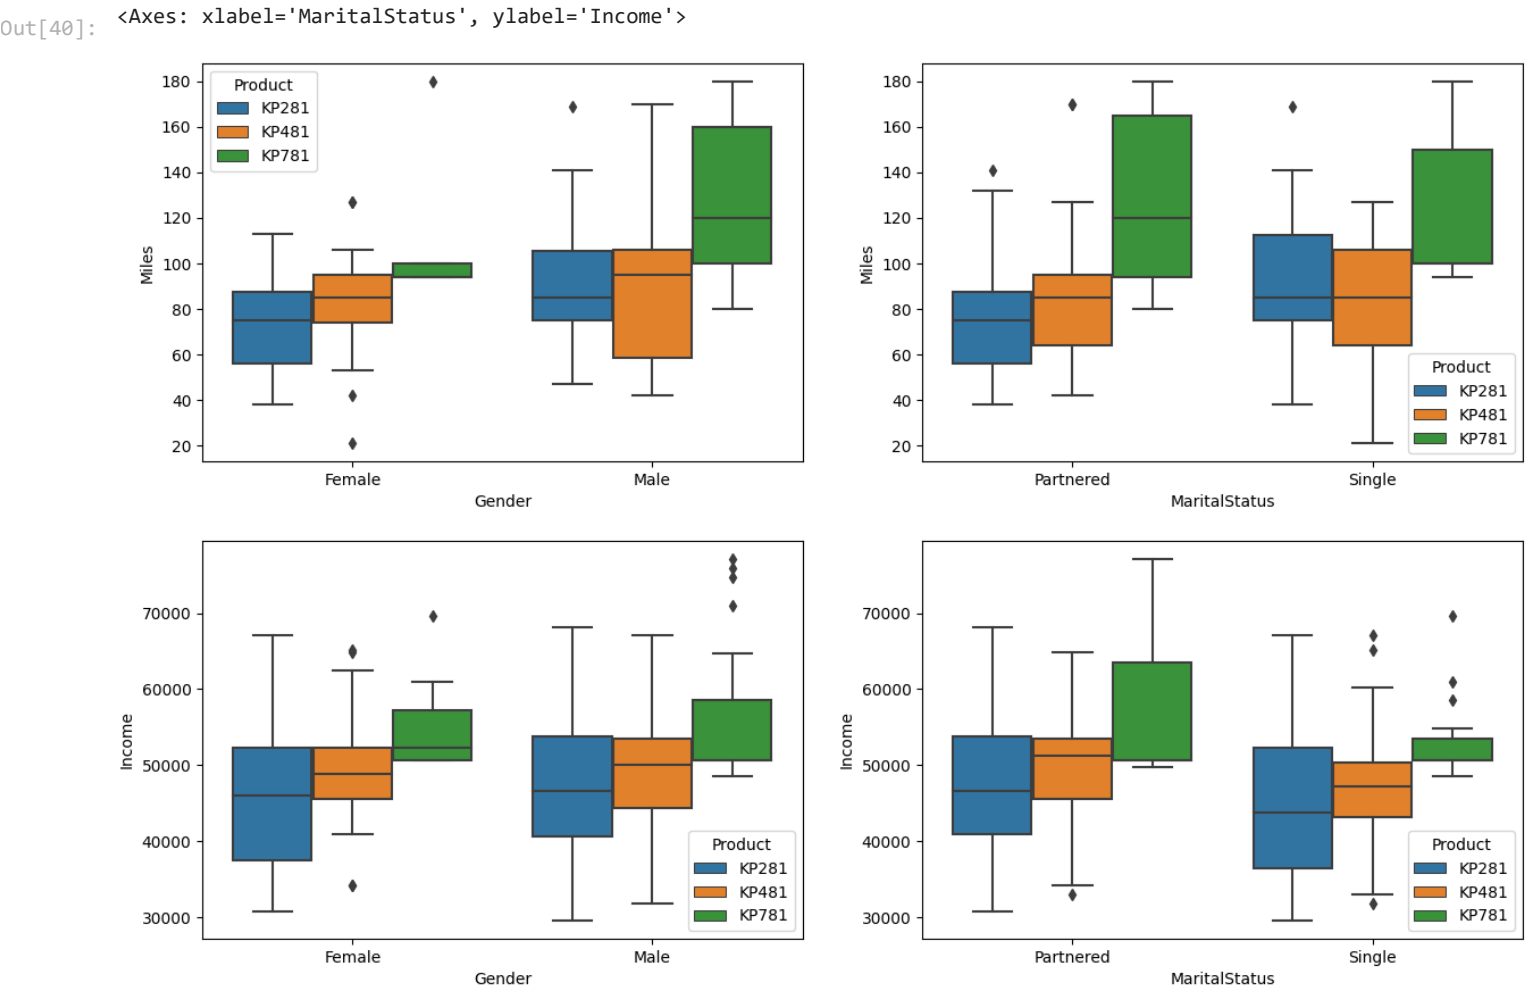 <Axes: xlabel='MaritalStatus', ylabel='Income'>
Out[40]:
180
160
140
120
100
80
60
40
20
Miles
Product
KP281
KP481
KP781
Female
Male
Gender
180
160
140
120
100
80
60
40
20
Miles
Product
KP281
KP481
KP781
Partnered
Single
MaritalStatus
70000
60000
50000
40000
30000
Income
Product
KP281
KP481
KP781
Female
Male
Gender
70000
60000
50000
40000
30000
Income
Product
KP281
KP481
KP781
Partnered
Single
MaritalStatus